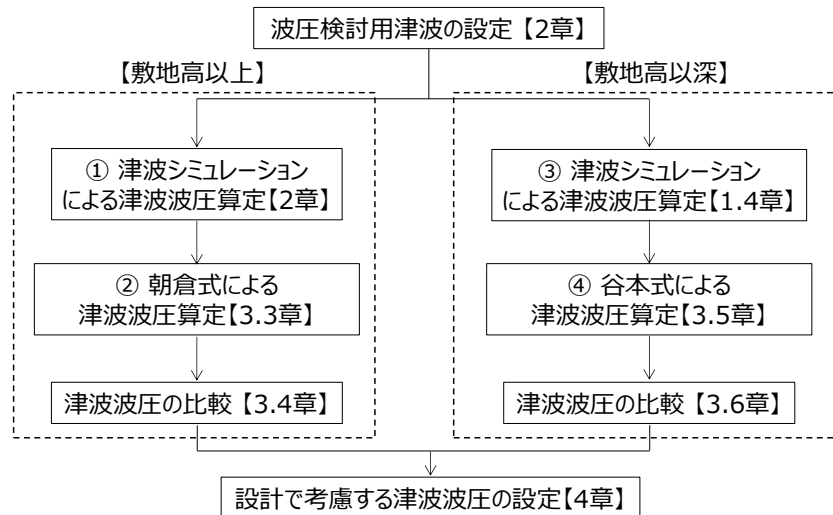 波圧検討用津波の設定【2章】
【敷地高以上】
① 津波シミュレーション
による津波波圧算定【2章】
② 朝倉式による
津波波圧算定【3.3章】
津波波圧の比較【3.4章】
【敷地高以深】
③ 津波シミュレーション
による津波波圧算定【1.4章】
④ 谷本式による
津波波圧算定【3.5章】
津波波圧の比較【3.6章】
設計で考慮する津波波圧の設定【4章】